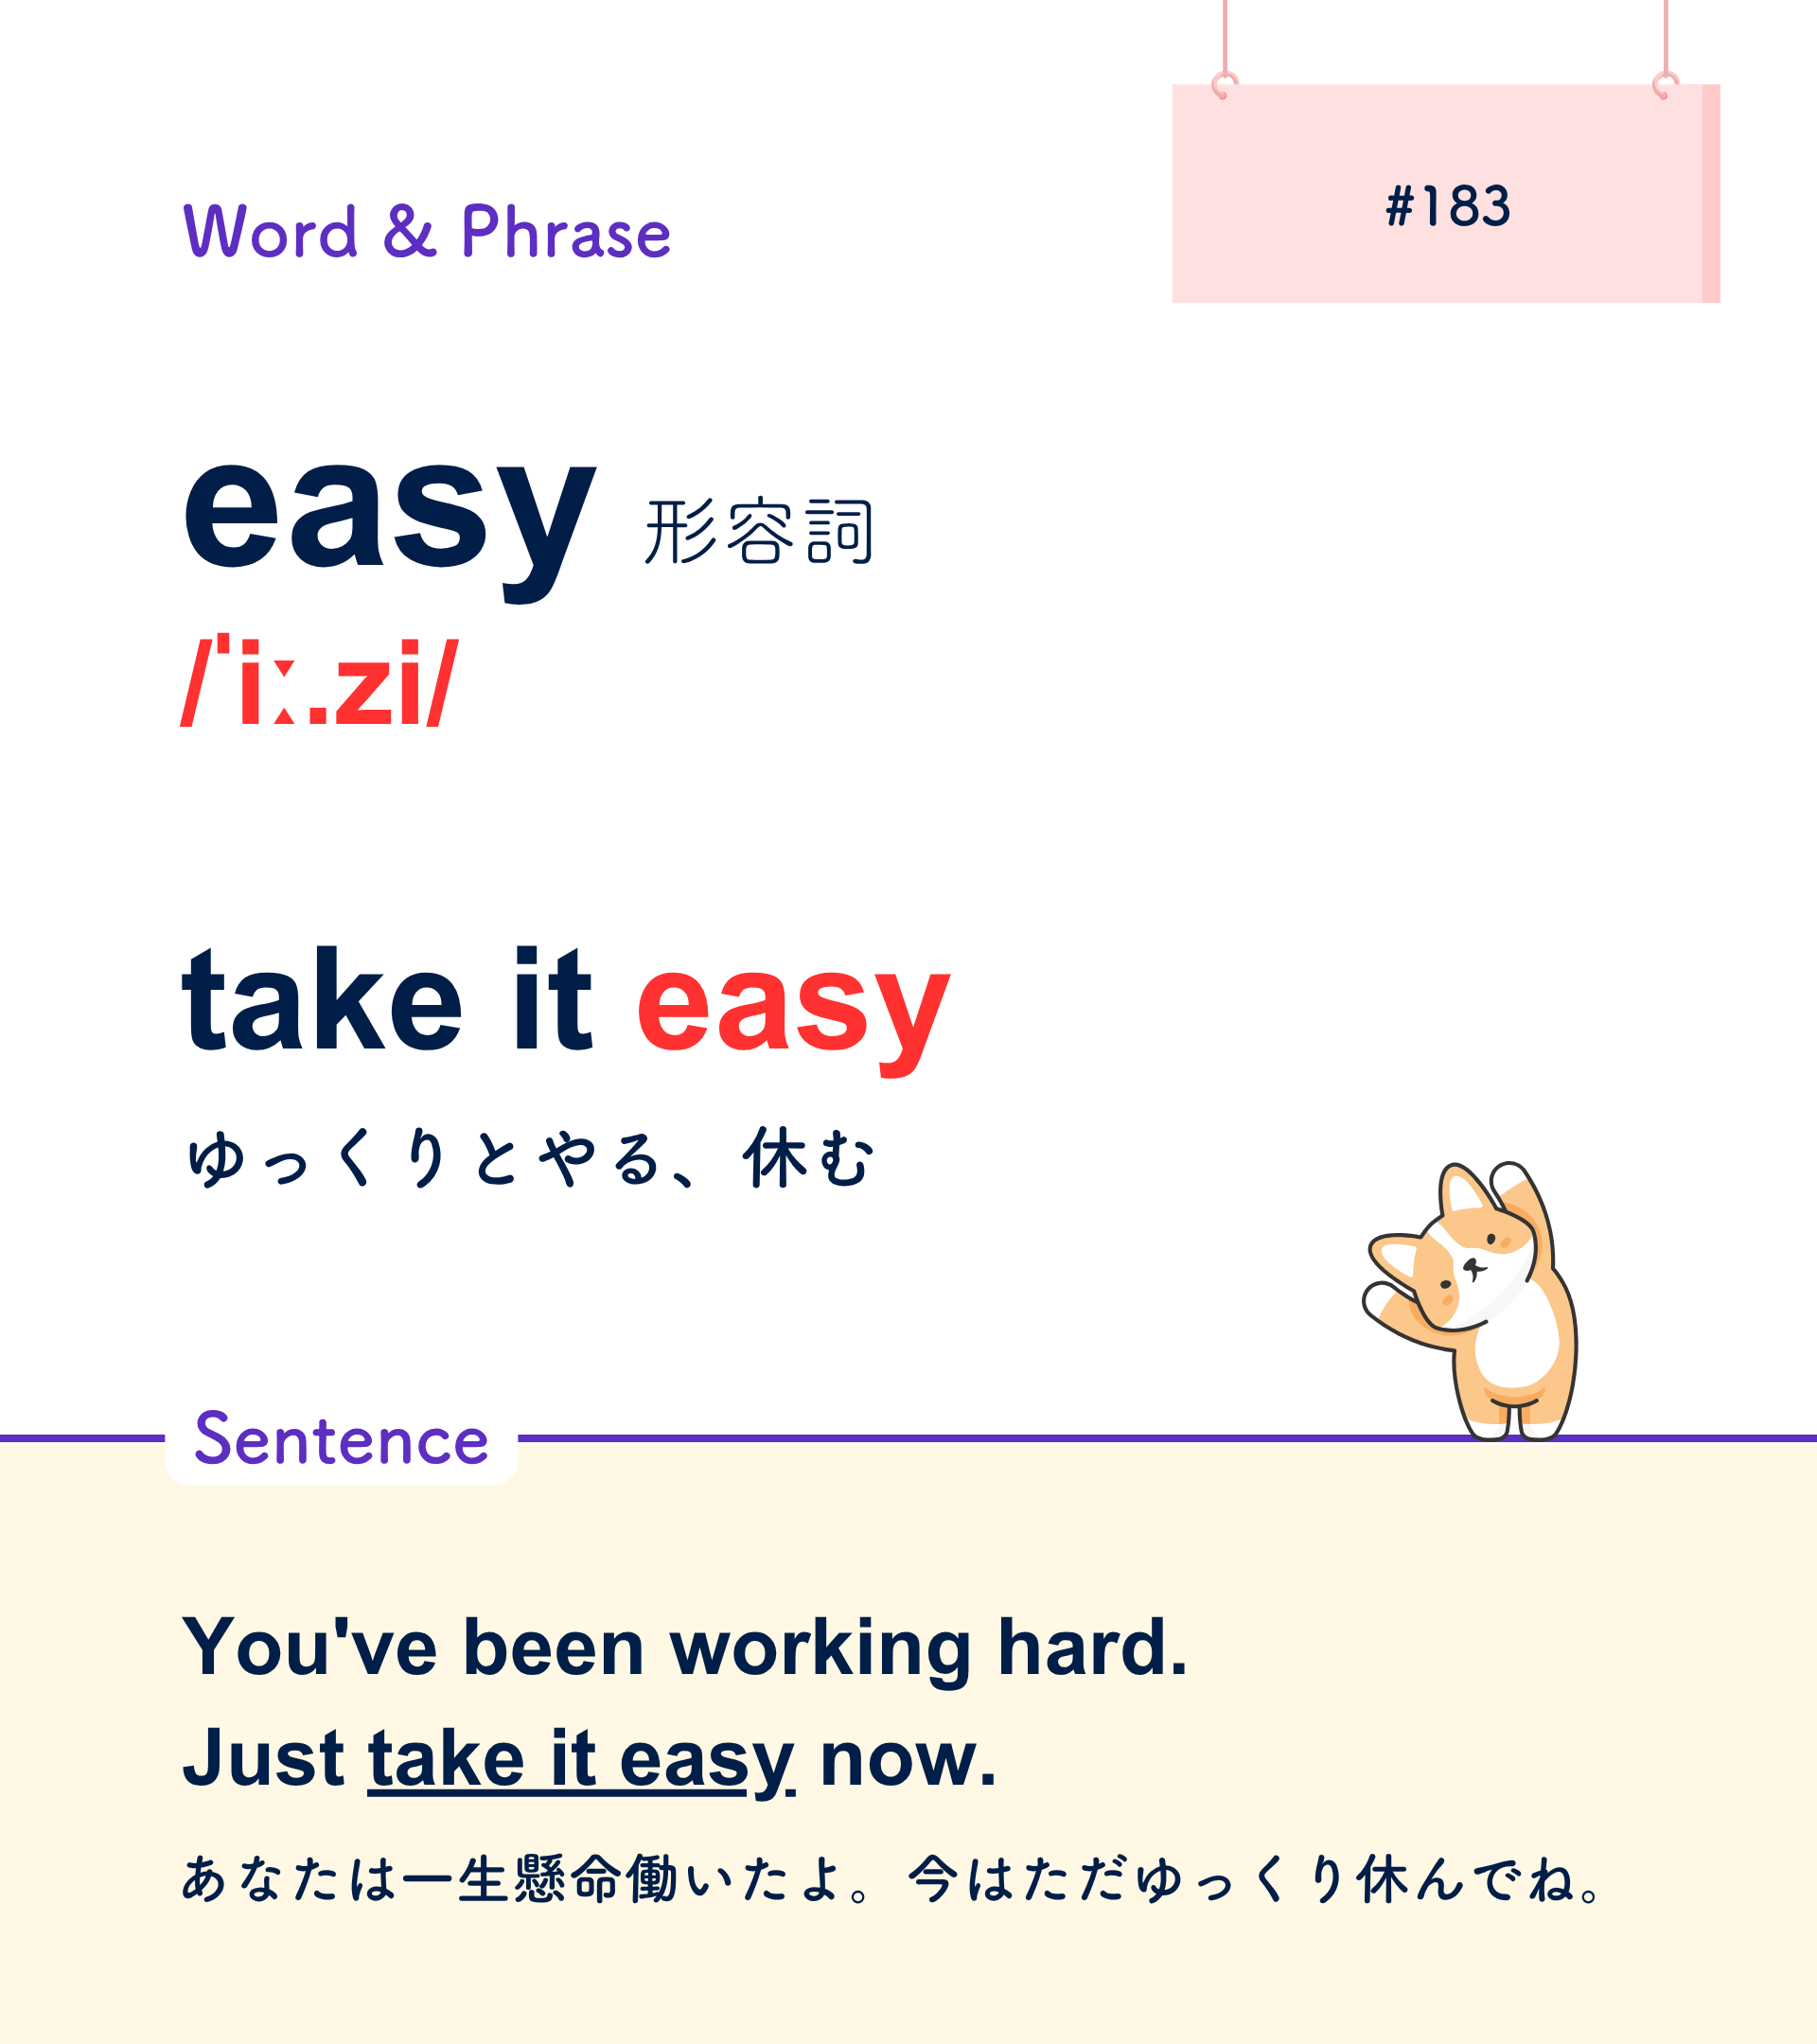 #183
Word & Phrase
easy 形容詞
/ˈiː.zi/
take it easy
ゆっくりとやる、休む
Sentence
You've been working hard.
Just take it easy now.
あなたは一生懸命働いたよ。今はただゆっくり休んでね。